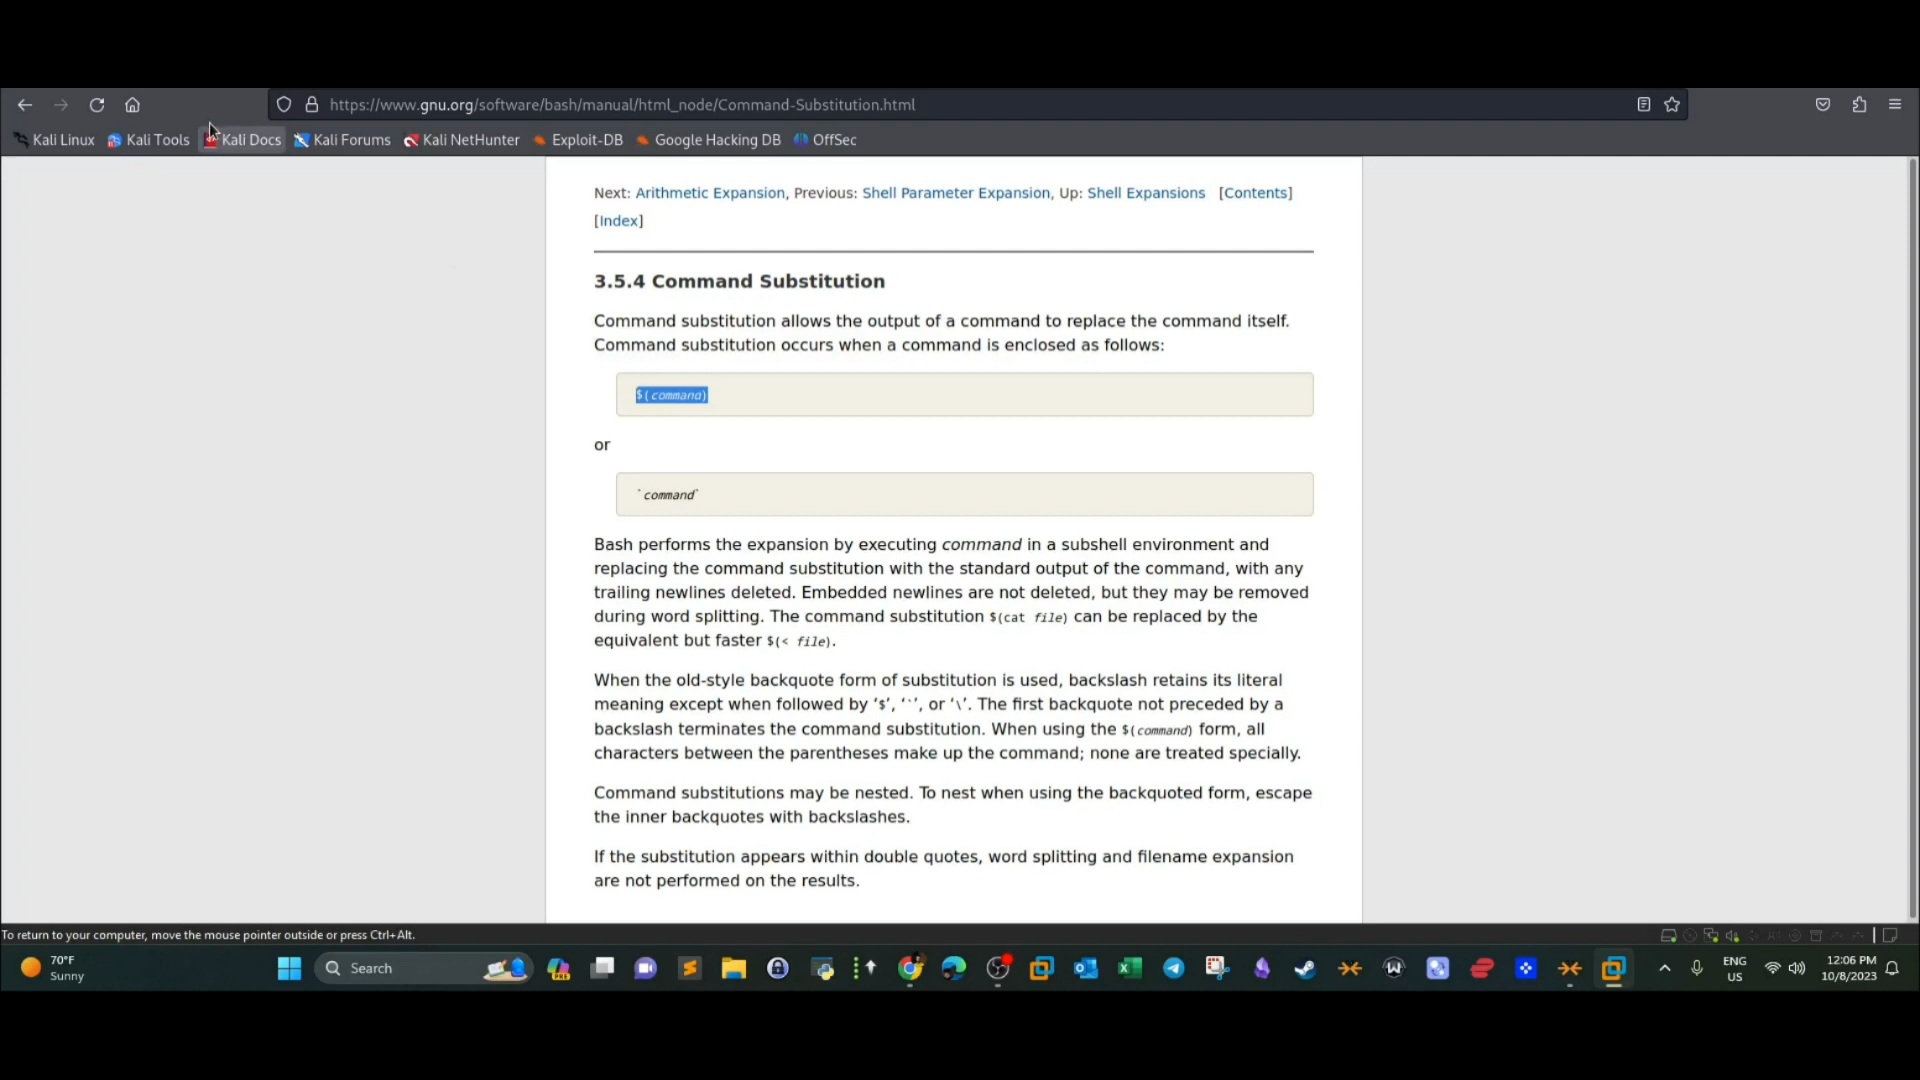 https://www.gnu.org/software/bash/manual/html_node/Command-Substitution.html
Kali Linux Kali Tools Kali Docs Kali Forums Kali NetHunter Exploit-DB Google Hacking DB OffSec
Next: Arithmetic Expansion, Previous: Shell Parameter Expansion, Up: Shell Expansions [Contents]
[Index]
3.5.4 Command Substitution
Command substitution allows the output of a command to replace the command itself.
Command substitution occurs when a command is enclosed as follows:
$(command)
or
`command`
Bash performs the expansion by executing command in a subshell environment and
replacing the command substitution with the standard output of the command, with any
trailing newlines deleted. Embedded newlines are not deleted, but they may be removed
during word splitting. The command substitution $(cat file) can be replaced by the
equivalent but faster $(< file).
When the old-style backquote form of substitution is used, backslash retains its literal
meaning except when followed by ‘$’, ‘`’, or ‘\’. The first backquote not preceded by a
backslash terminates the command substitution. When using the $(command) form, all
characters between the parentheses make up the command; none are treated specially.
Command substitutions may be nested. To nest when using the backquoted form, escape
the inner backquotes with backslashes.
If the substitution appears within double quotes, word splitting and filename expansion
are not performed on the results.
To return to your computer, move the mouse pointer outside or press Ctrl+Alt.
70°F
Sunny
Search
ENG
US
12:06 PM
10/8/2023